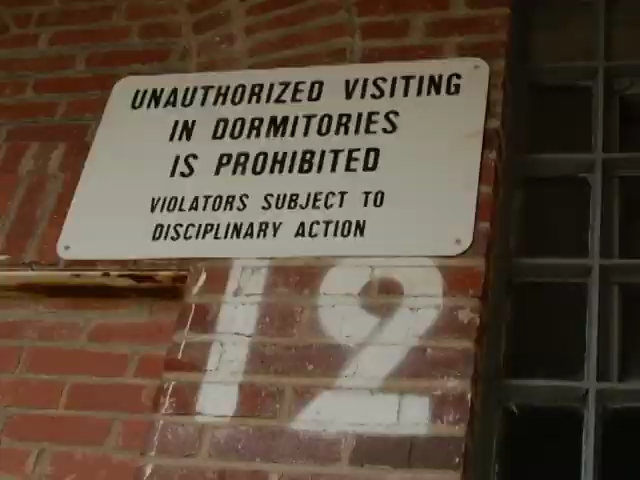 UNAUTHORIZED VISITING
IN DORMITORIES
IS PROHIBITED
VIOLATORS SUBJECT TO
DISCIPLINARY ACTION
12